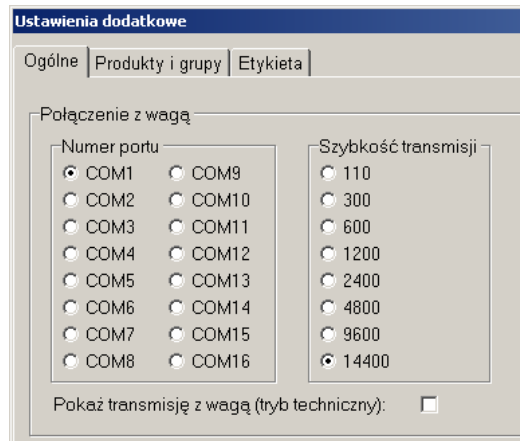 Ustawienia dodatkowe
Ogólne Produkty i grupy Etykieta
Połączenie z wagą
Numer portu Szybkość transmisji
COM1 COM9 110
COM2 COM10 300
COM3 COM11 600
COM4 COM12 1200
COM5 COM13 2400
COM6 COM14 4800
COM7 COM15 9600
COM8 COM16 14400
Pokaż transmisję z wagą (tryb techniczny):